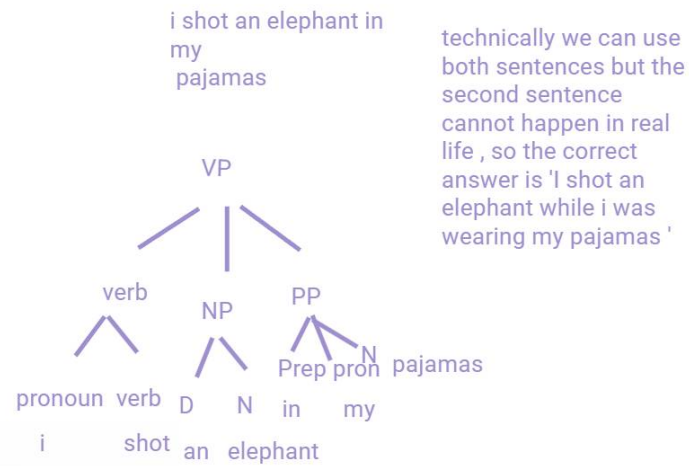 i shot an elephant in
my
pajamas
technically we can use
both sentences but the
second sentence
cannot happen in real
life , so the correct
answer is 'I shot an
elephant while i was
wearing my pajamas '
VP
verb NP PP
pronoun verb D N Prep pron N pajamas
i shot an elephant in my